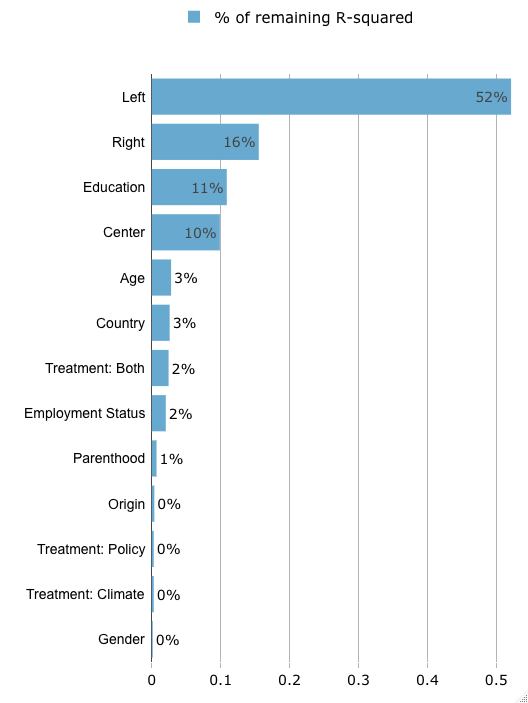 % of remaining R-squared
Left 52%
Right 16%
Education 11%
Center 10%
Age 3%
Country 3%
Treatment: Both 2%
Employment Status 2%
Parenthood 1%
Origin 0%
Treatment: Policy 0%
Treatment: Climate 0%
Gender 0%
0 0.1 0.2 0.3 0.4 0.5